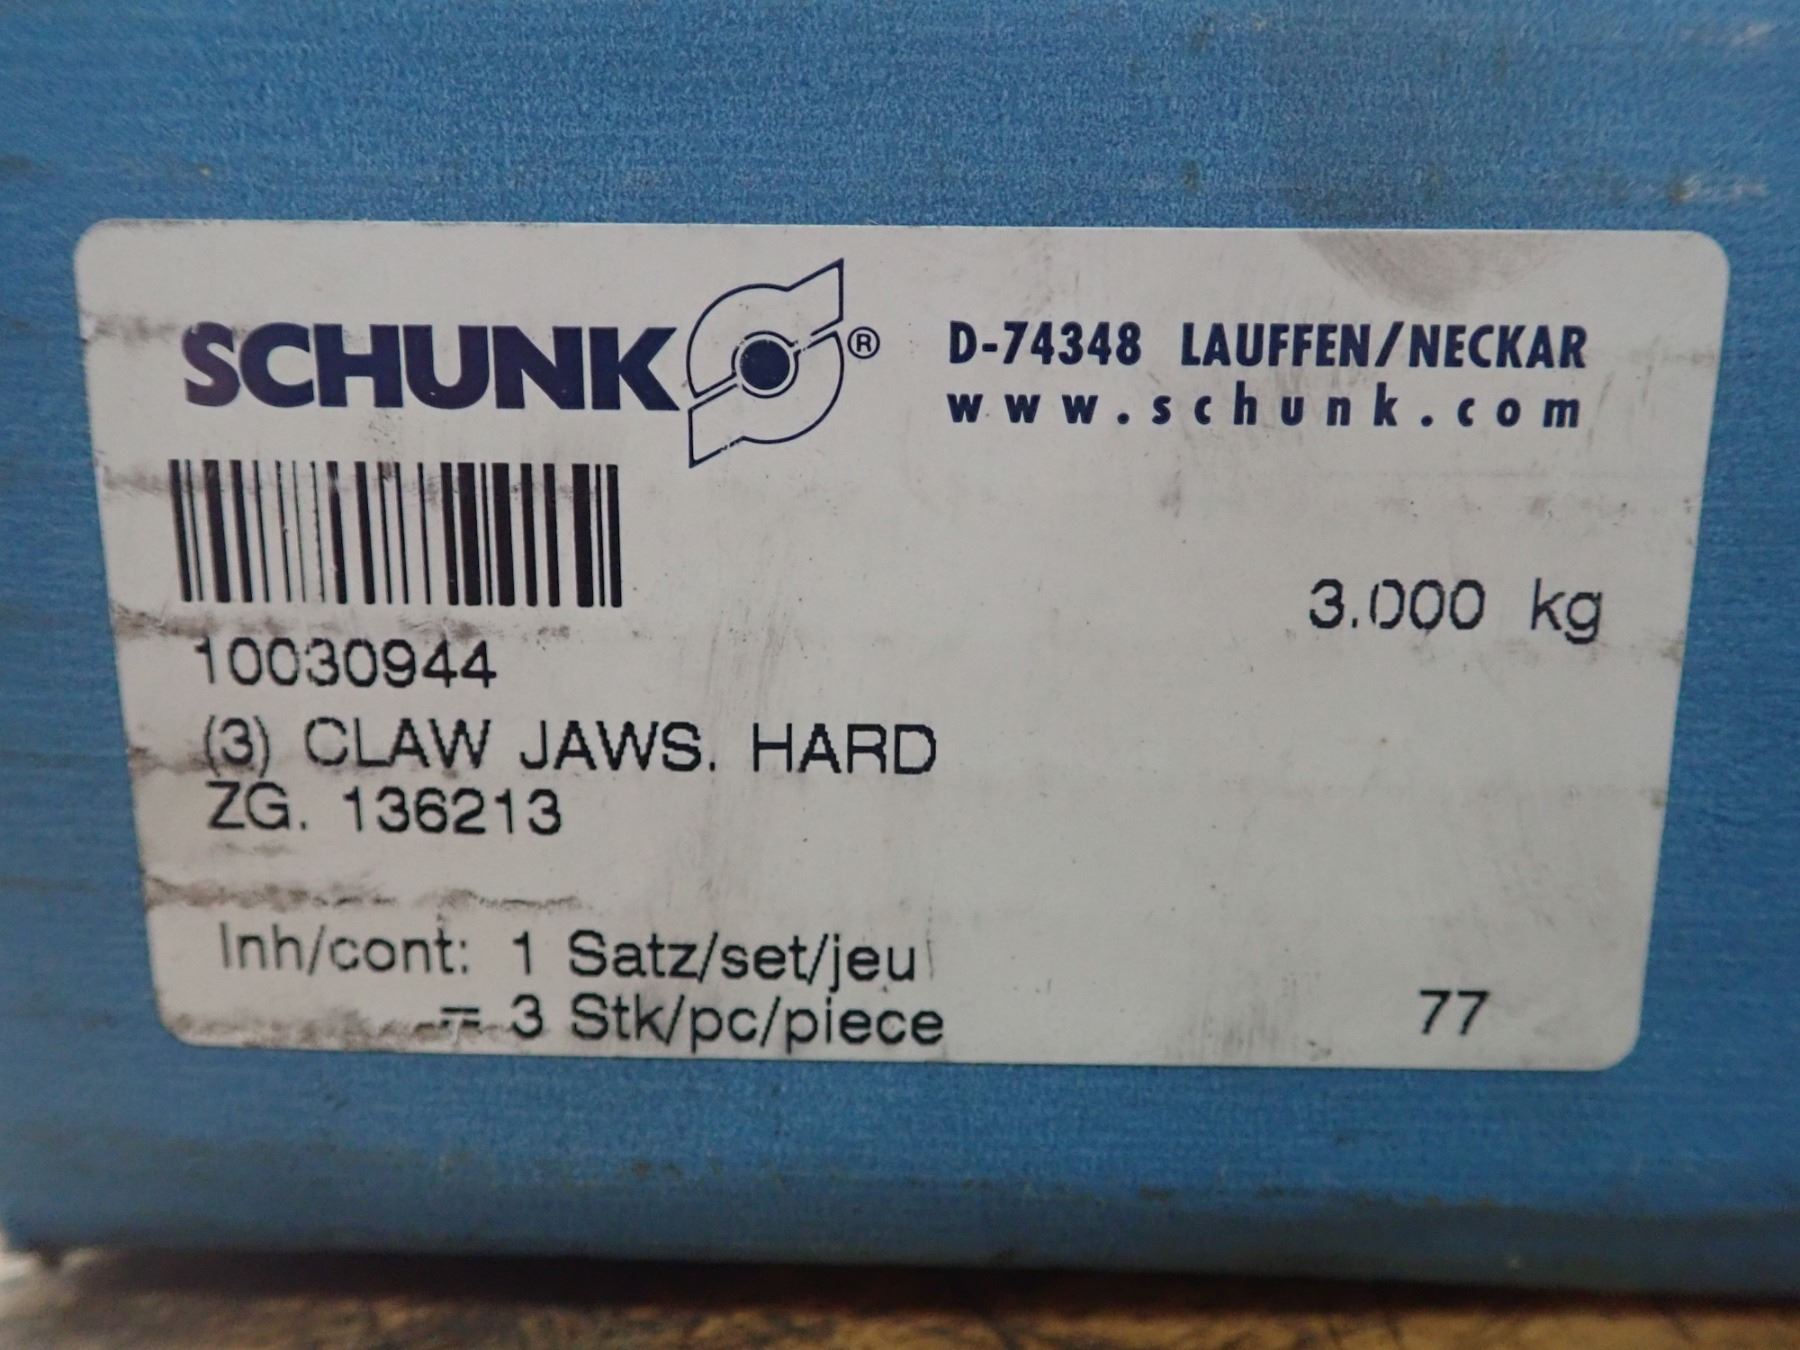 SCHUNK ®
D-74348 LAUFFEN/NECKAR
www.schunk.com
3.000 kg
10030944
(3) CLAW JAWS. HARD
ZG. 136213
Inh/cont: 1 Satz/set/jeu
= 3 Stk/pc/piece
77